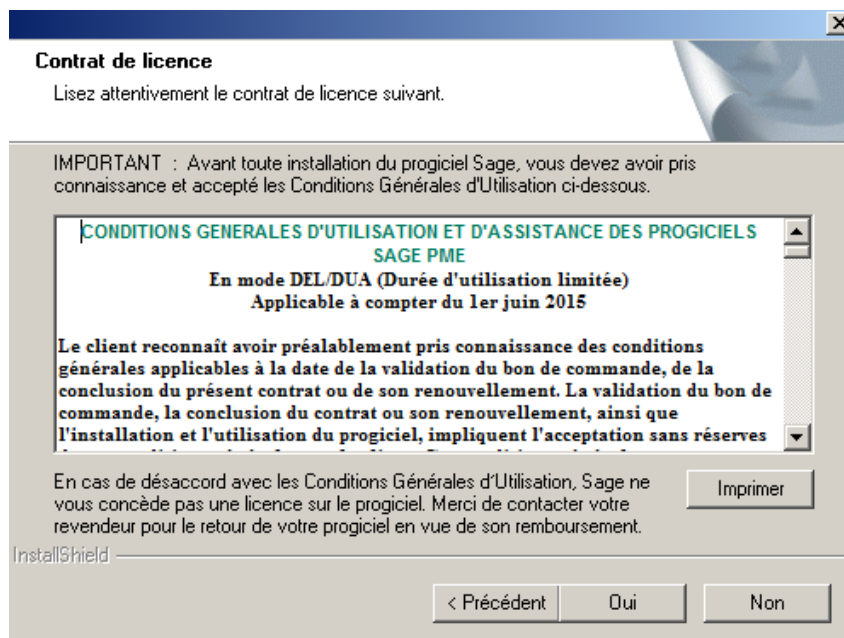 Contrat de licence
Lisez attentivement le contrat de licence suivant.
IMPORTANT : Avant toute installation du progiciel Sage, vous devez avoir pris
connaissance et accepté les Conditions Générales d'Utilisation ci-dessous.
CONDITIONS GENERALES D'UTILISATION ET D'ASSISTANCE DES PROGICIELS
SAGE PME
En mode DEL/DUA (Durée d'utilisation limitée)
Applicable à compter du 1er juin 2015
Le client reconnaît avoir préalablement pris connaissance des conditions
générales applicables à la date de la validation du bon de commande, de la
conclusion du présent contrat ou de son renouvellement. La validation du bon de
commande, la conclusion du contrat ou son renouvellement, ainsi que
l'installation et l'utilisation du progiciel, impliquent l'acceptation sans réserves
En cas de désaccord avec les Conditions Générales d'Utilisation, Sage ne
vous concède pas une licence sur le progiciel. Merci de contacter votre
revendeur pour le retour de votre progiciel en vue de son remboursement.
Imprimer
InstallShield
< Précédent
Oui
Non